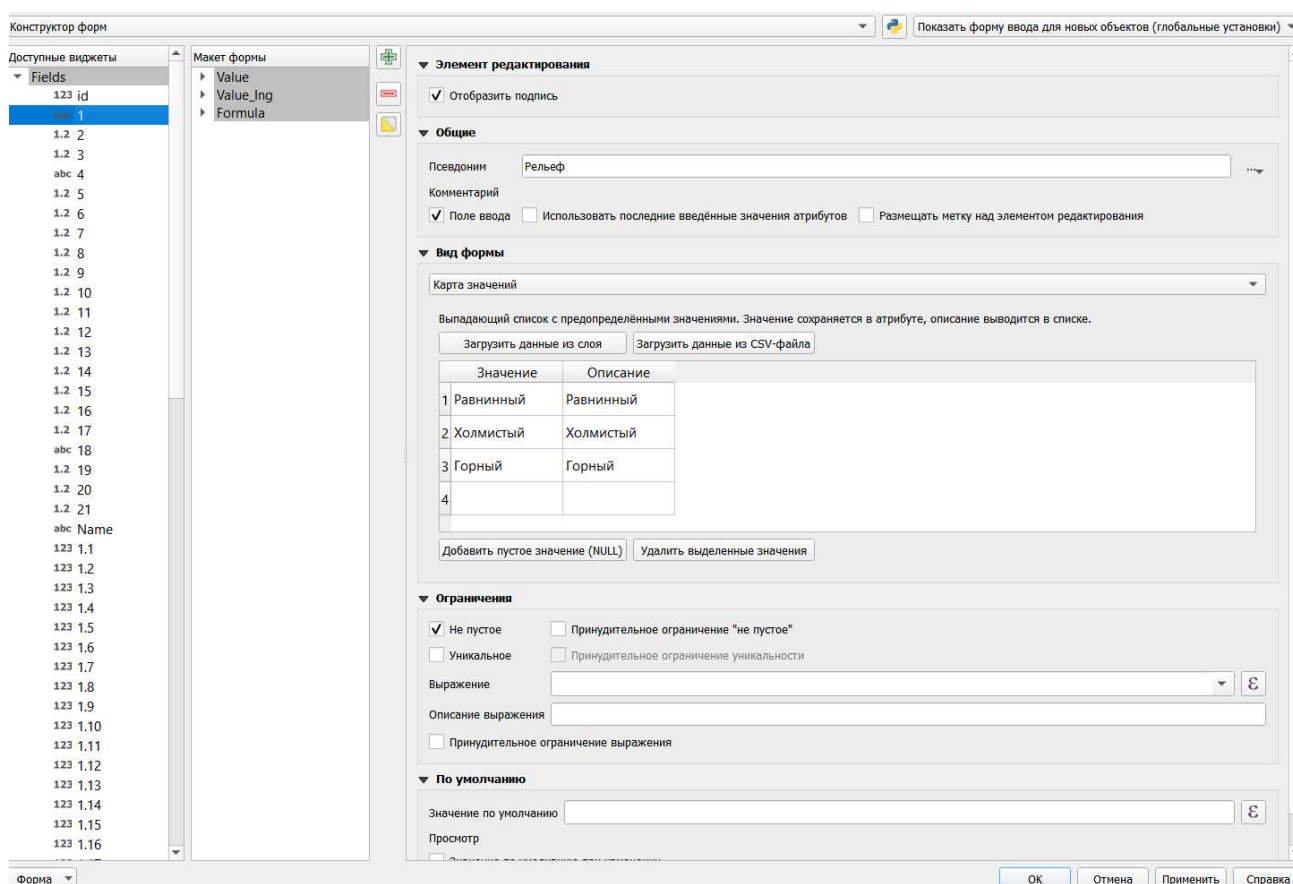 Конструктор форм
Показать форму ввода для новых объектов (глобальные установки)
Доступные виджеты
Fields
123 id
1
1.2 2
1.2 3
abc 4
1.2 5
1.2 6
1.2 7
1.2 8
1.2 9
1.2 10
1.2 11
1.2 12
1.2 13
1.2 14
1.2 15
1.2 16
1.2 17
abc 18
1.2 19
1.2 20
1.2 21
abc Name
123 1.1
123 1.2
123 1.3
123 1.4
123 1.5
123 1.6
123 1.7
123 1.8
123 1.9
123 1.10
123 1.11
123 1.12
123 1.13
123 1.14
123 1.15
123 1.16
Макет формы
Value
Value_lng
Formula
Элемент редактирования
Отобразить подпись
Общие
Псевдоним Рельеф ...
Комментарий
Поле ввода Использовать последние введённые значения атрибутов Размещать метку над элементом редактирования
Вид формы
Карта значений
Выпадающий список с предопределёнными значениями. Значение сохраняется в атрибуте, описание выводится в списке.
Загрузить данные из слоя Загрузить данные из CSV-файла
Значение Описание
1 Равнинный Равнинный
2 Холмистый Холмистый
3 Горный Горный
4
Добавить пустое значение (NULL) Удалить выделенные значения
Ограничения
Не пустое Принудительное ограничение "не пустое"
Уникальное Принудительное ограничение уникальности
Выражение ε
Описание выражения
Принудительное ограничение выражения
По умолчанию
Значение по умолчанию ε
Просмотр
Форма
ОК Отмена Применить Справка